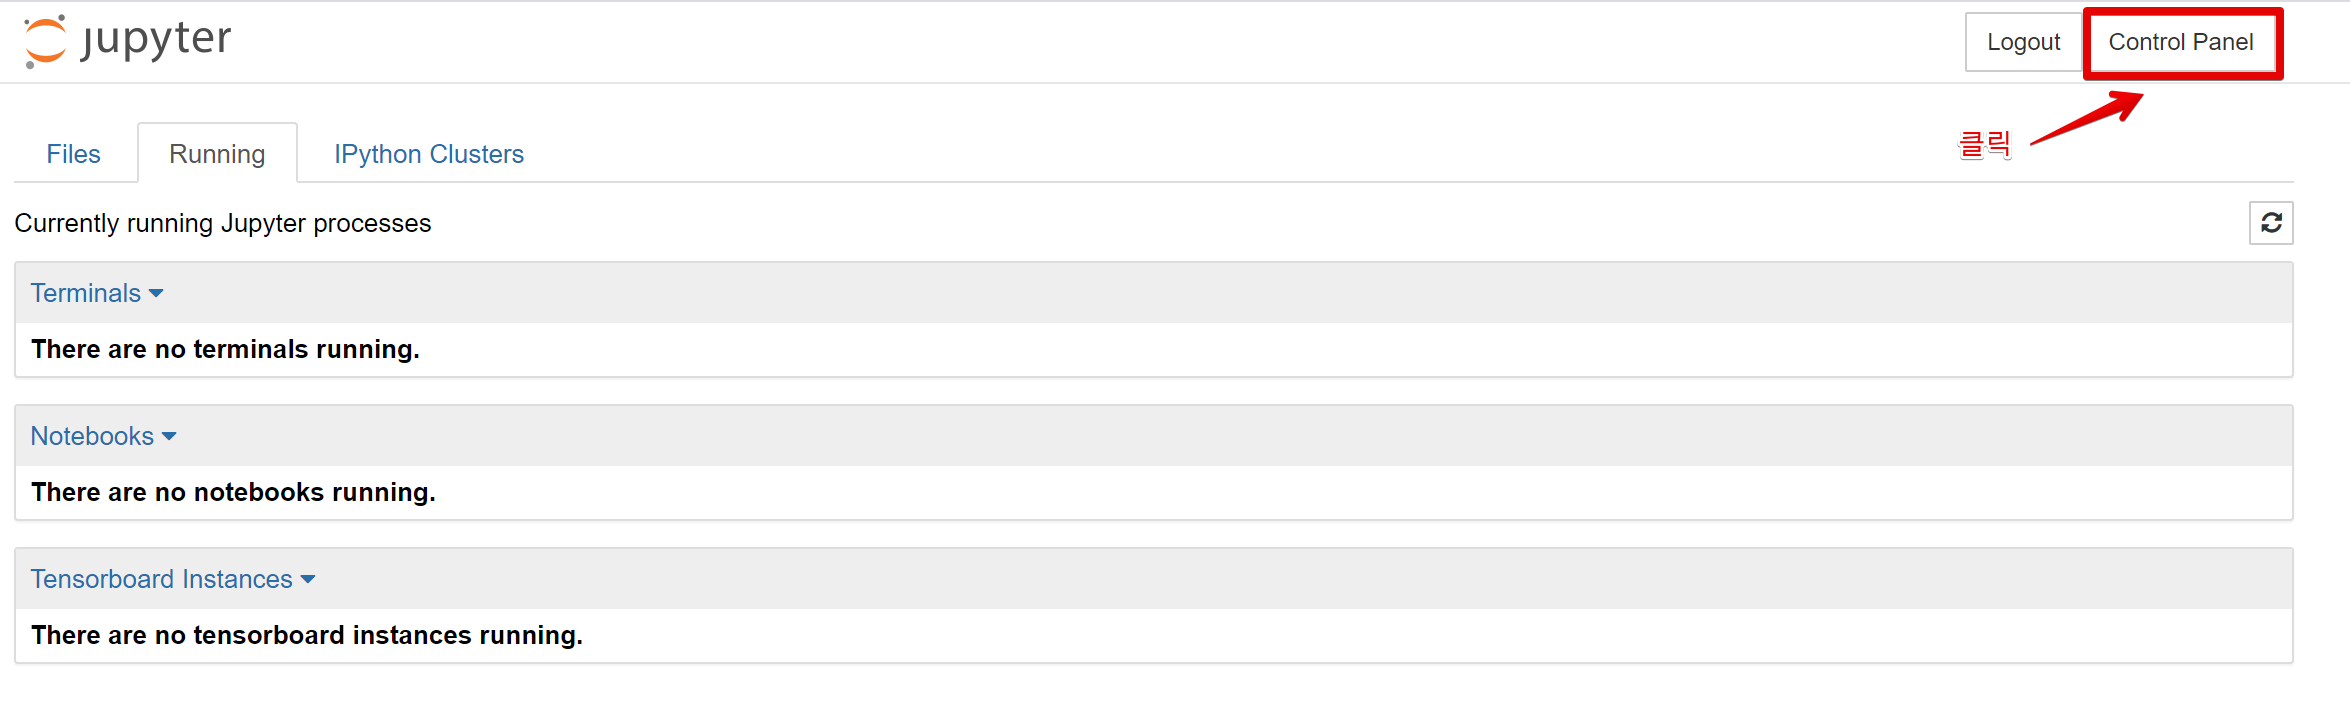 jupyter
Logout
Control Panel
클릭
Files
Running
IPython Clusters
Currently running Jupyter processes
Terminals
There are no terminals running.
Notebooks
There are no notebooks running.
Tensorboard Instances
There are no tensorboard instances running.